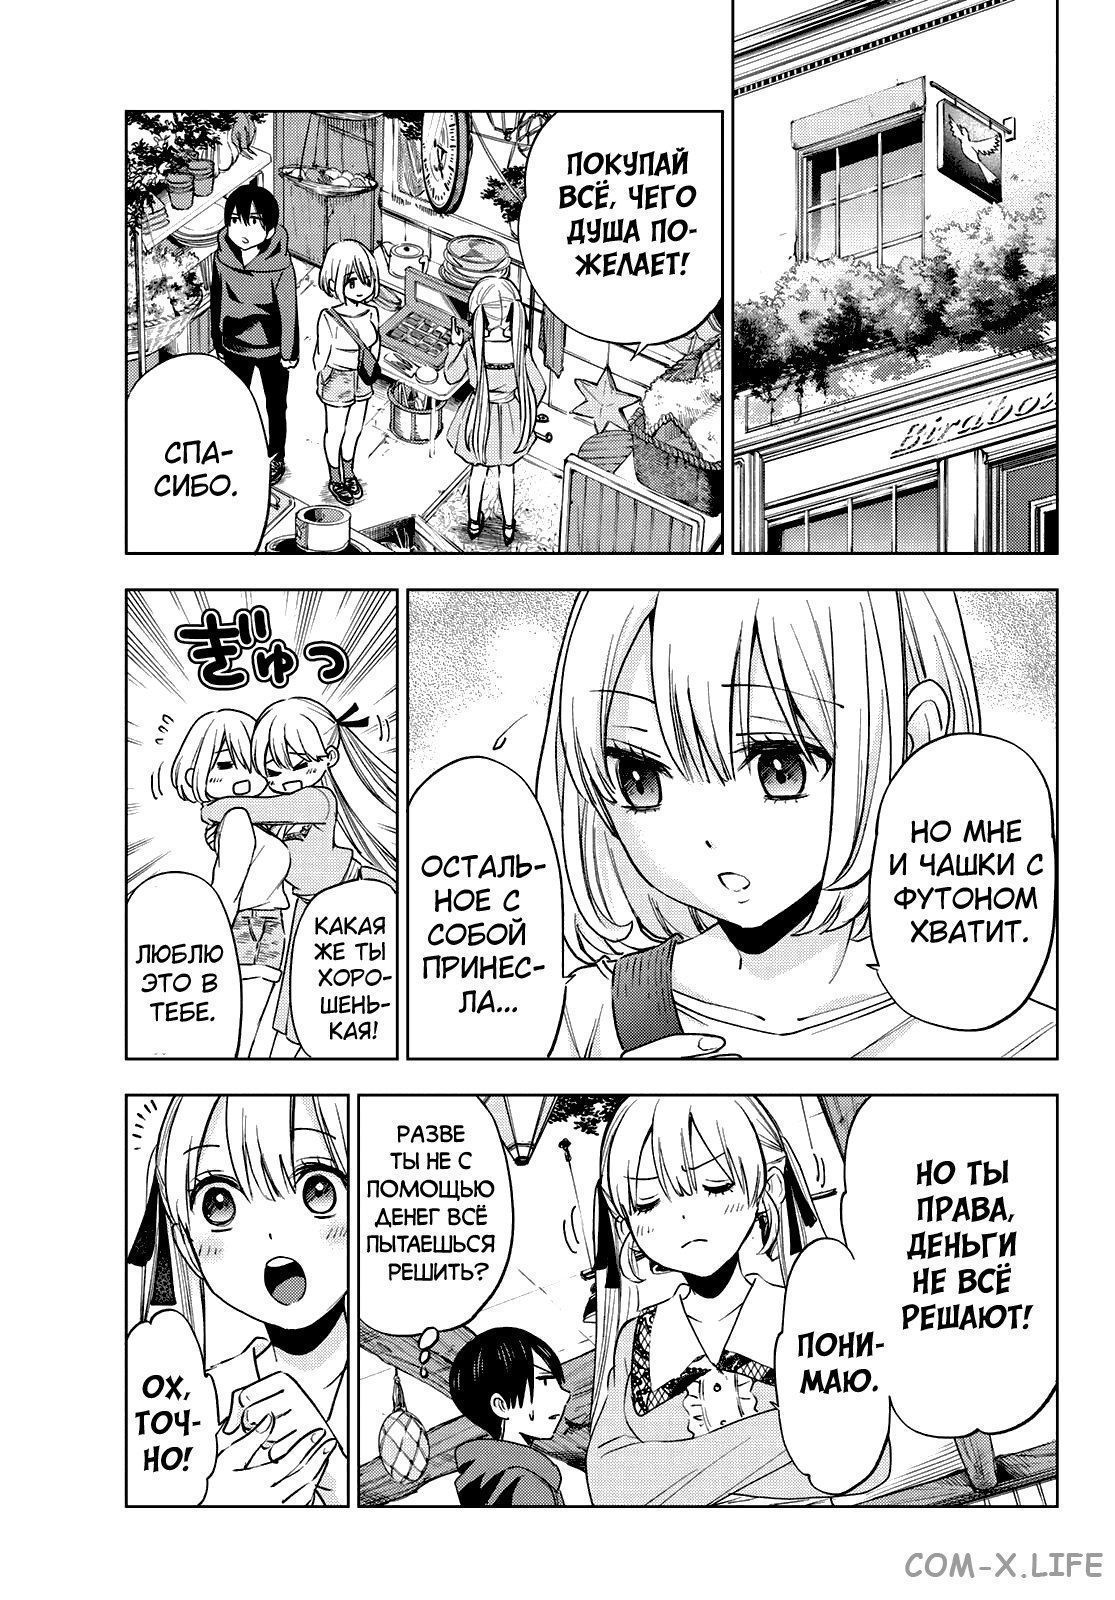 Birabo
ПОКУПАЙ
ВСЁ, ЧЕГО
ДУША ПО-
ЖЕЛАЕТ!
СПА-
СИБО.
НО МНЕ
И ЧАШКИ С
ФУТОНОМ
ХВАТИТ.
ОСТАЛЬ-
НОЕ С
СОБОЙ
ПРИНЕС-
ЛА...
ぎゅっ
КАКАЯ
ЖЕ ТЫ
ХОРО-
ШЕНЬ-
КАЯ!
ЛЮБЛЮ
ЭТО В
ТЕБЕ.
НО ТЫ
ПРАВА,
ДЕНЬГИ
НЕ ВСЁ
РЕШАЮТ!
ПОНИ-
МАЮ.
РАЗВЕ
ТЫ НЕ С
ПОМОЩЬЮ
ДЕНЕГ ВСЁ
ПЫТАЕШЬСЯ
РЕШИТЬ?
ОХ,
ТОЧ-
НО!
COM-X.LIFE